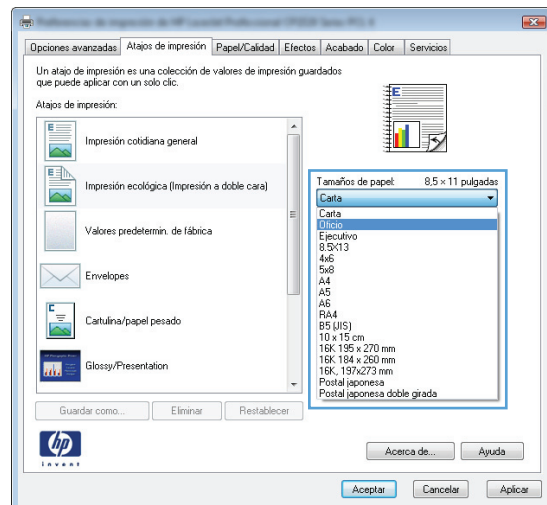 Opciones avanzadas Atajos de impresión Papel/Calidad Efectos Acabado Color Servicios
Un atajo de impresión es una colección de valores de impresión guardados
que puede aplicar con un solo clic.
Atajos de impresión:
Impresión cotidiana general
Impresión ecológica (Impresión a doble cara)
Valores predetermin. de fábrica
Envelopes
Cartulina/papel pesado
Glossy/Presentation
E
Tamaños de papel: 8,5 × 11 pulgadas
Carta
Carta
Oficio
Ejecutivo
8.5X13
4x6
5x8
A4
A5
A6
RA4
B5 (JIS)
10 x 15 cm
16K 195 x 270 mm
16K 184 x 260 mm
16K, 197x273 mm
Postal japonesa
Postal japonesa doble girada
Guardar como... Eliminar Restablecer
hp
invent
Acerca de... Ayuda
Aceptar Cancelar Aplicar